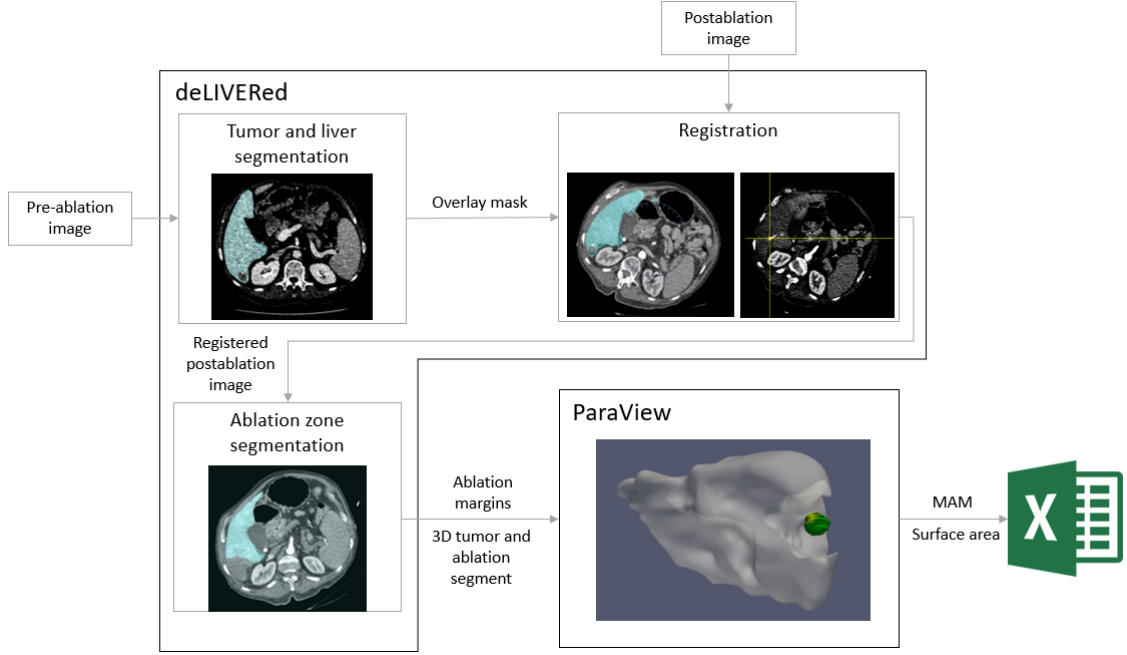 Postablation
image
deLIVERed
Tumor and liver
segmentation
Registration
Pre-ablation
image
Overlay mask
Registered
postablation
image
Ablation zone
segmentation
ParaView
Ablation
margins
3D tumor and
ablation
segment
MAM
Surface area
X